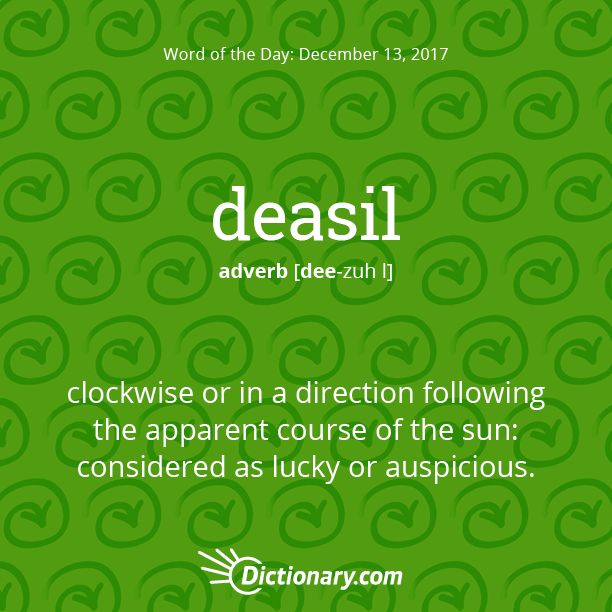 Word of the Day: December 13, 2017
deasil
adverb [dee-zuh l]
clockwise or in a direction following
the apparent course of the sun:
considered as lucky or auspicious.
Dictionary.com